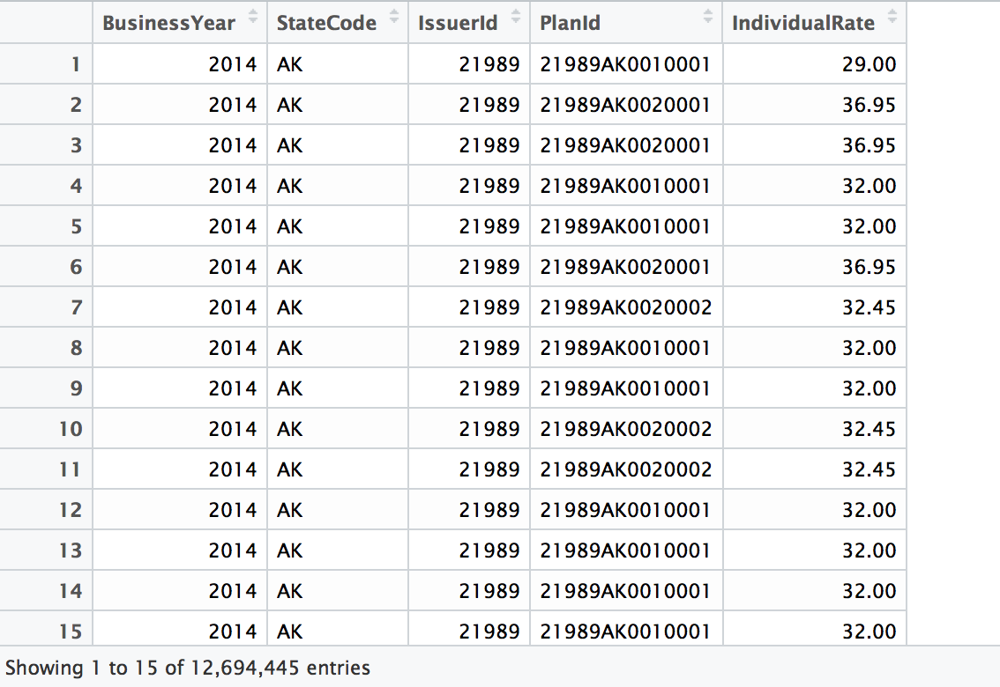 BusinessYear StateCode IssuerId PlanId IndividualRate
1 2014 AK 21989 21989AK0010001 29.00
2 2014 AK 21989 21989AK0020001 36.95
3 2014 AK 21989 21989AK0020001 36.95
4 2014 AK 21989 21989AK0010001 32.00
5 2014 AK 21989 21989AK0010001 32.00
6 2014 AK 21989 21989AK0020001 36.95
7 2014 AK 21989 21989AK0020002 32.45
8 2014 AK 21989 21989AK0010001 32.00
9 2014 AK 21989 21989AK0010001 32.00
10 2014 AK 21989 21989AK0020002 32.45
11 2014 AK 21989 21989AK0020002 32.45
12 2014 AK 21989 21989AK0010001 32.00
13 2014 AK 21989 21989AK0010001 32.00
14 2014 AK 21989 21989AK0010001 32.00
15 2014 AK 21989 21989AK0010001 32.00
Showing 1 to 15 of 12,694,445 entries